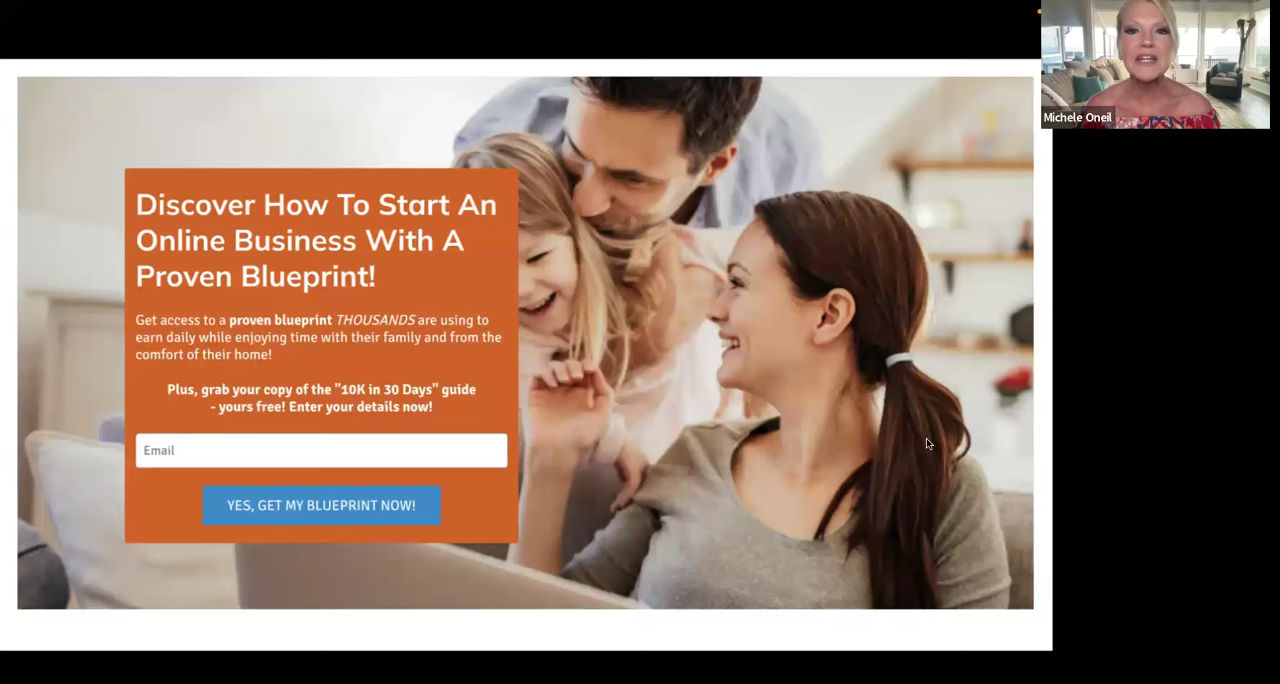 Michele Oneil
Discover How To Start An
Online Business With A
Proven Blueprint!
Get access to a proven blueprint THOUSANDS are using to
earn daily while enjoying time with their family and from the
comfort of their home!
Plus, grab your copy of the "10K in 30 Days" guide
- yours free! Enter your details now!
Email
YES, GET MY BLUEPRINT NOW!